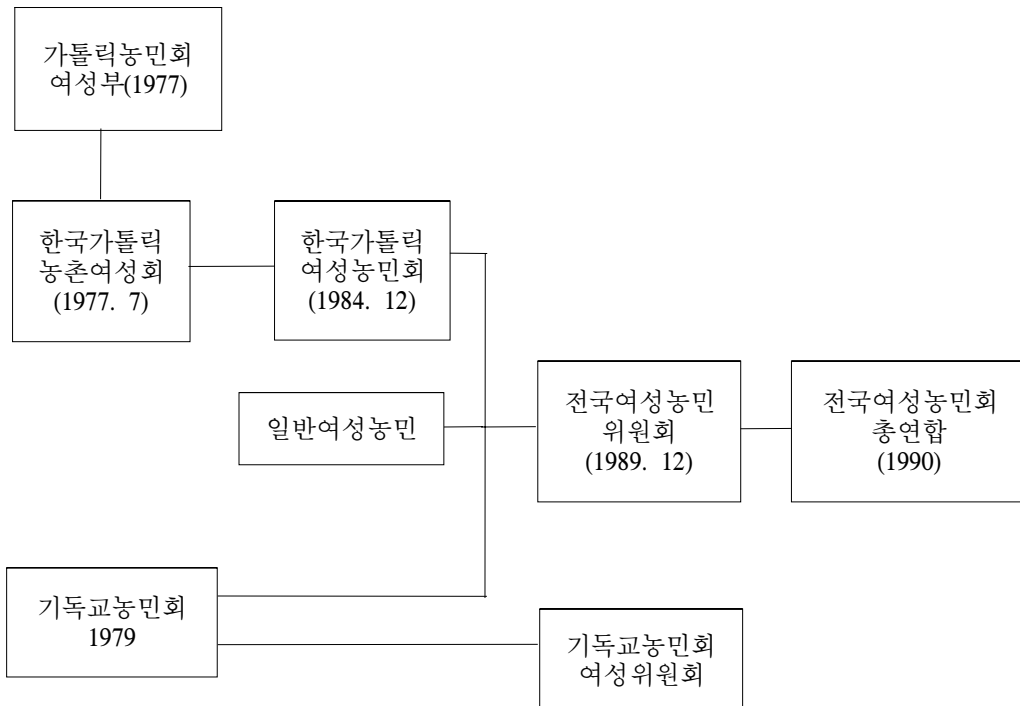 가톨릭농민회
여성부(1977)
한국가톨릭
농촌여성회
(1977. 7)
한국가톨릭
여성농민회
(1984. 12)
일반여성농민
전국여성농민
위원회
(1989. 12)
전국여성농민회
총연합
(1990)
기독교농민회
1979
기독교농민회
여성위원회